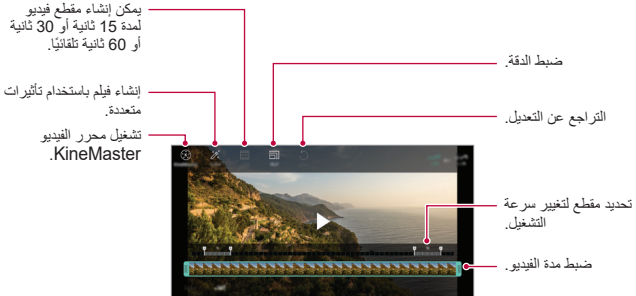 يمكن إنشاء مقطع فيديو
لمدة 15 ثانية أو 30 ثانية
أو 60 ثانية تلقائيًا.
إنشاء فيلم باستخدام تأثيرات
متعددة.
تشغيل محرر الفيديو
KineMaster.
ضبط الدقة.
التراجع عن التعديل.
تحديد مقطع لتغيير سرعة
التشغيل.
ضبط مدة الفيديو.